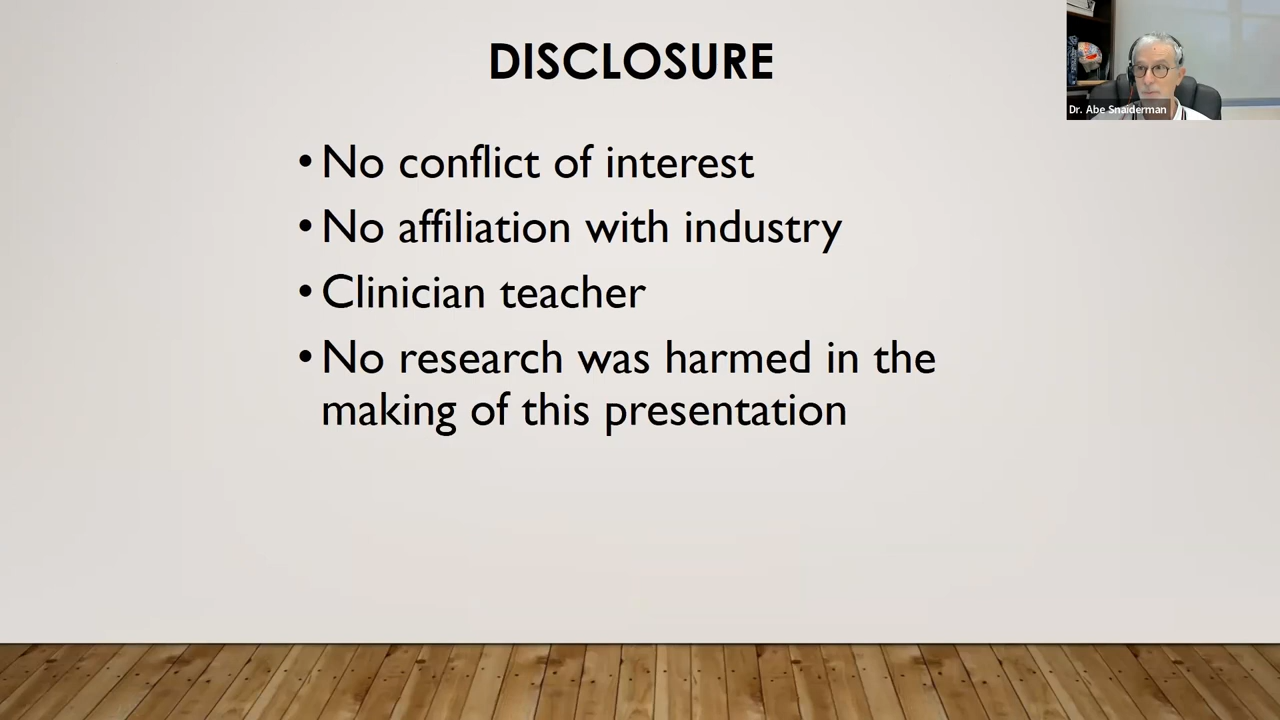 DISCLOSURE
Dr. Abe Snaiderman
• No conflict of interest
• No affiliation with industry
• Clinician teacher
• No research was harmed in the
making of this presentation